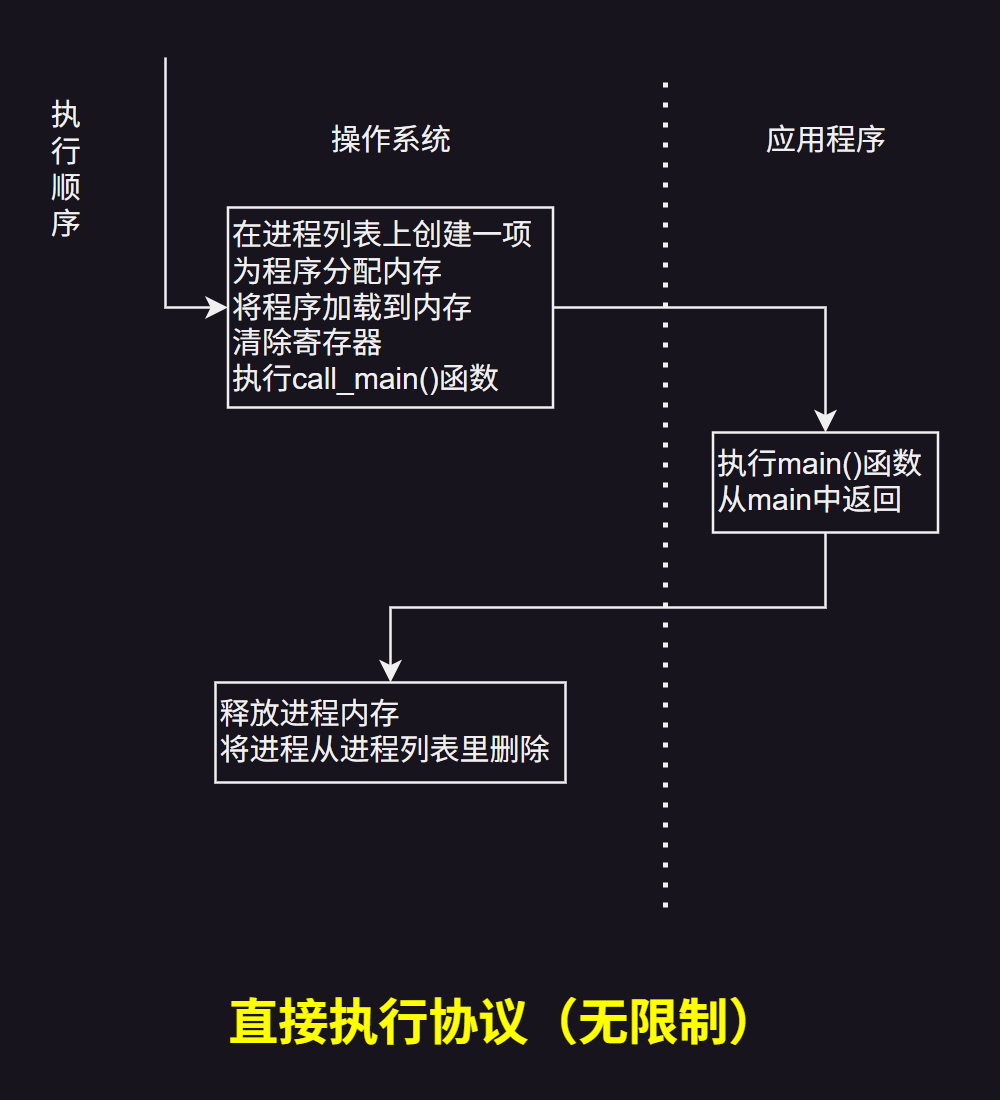 执行顺序
操作系统
应用程序
在进程列表上创建一项
为程序分配内存
将程序加载到内存
清除寄存器
执行call_main()函数
执行main()函数
从main中返回
释放进程内存
将进程从进程列表里删除
直接执行协议（无限制）